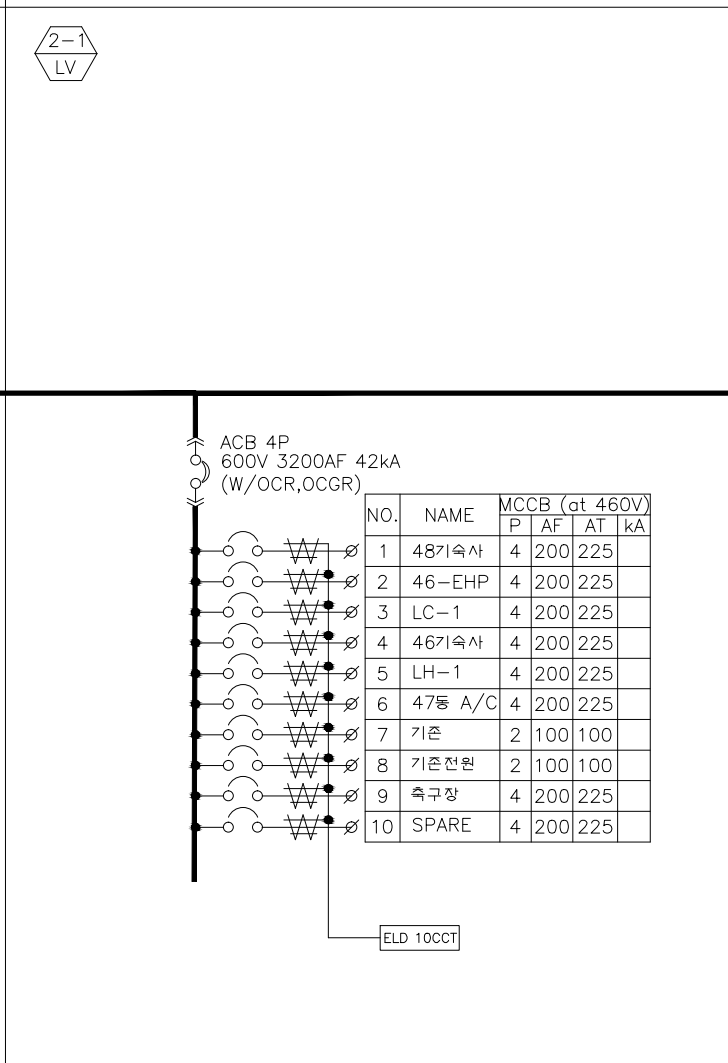 2-1
LV
ACB 4P
600V 3200AF 42kA
(W/OCR,OCGR)
NO. NAME MCCB (at 460V)
P AF AT kA
1 48기숙사 4 200 225
2 46-EHP 4 200 225
3 LC-1 4 200 225
4 46기숙사 4 200 225
5 LH-1 4 200 225
6 47동 A/C 4 200 225
7 기존 2 100 100
8 기존전원 2 100 100
9 축구장 4 200 225
10 SPARE 4 200 225
ELD 10CCT